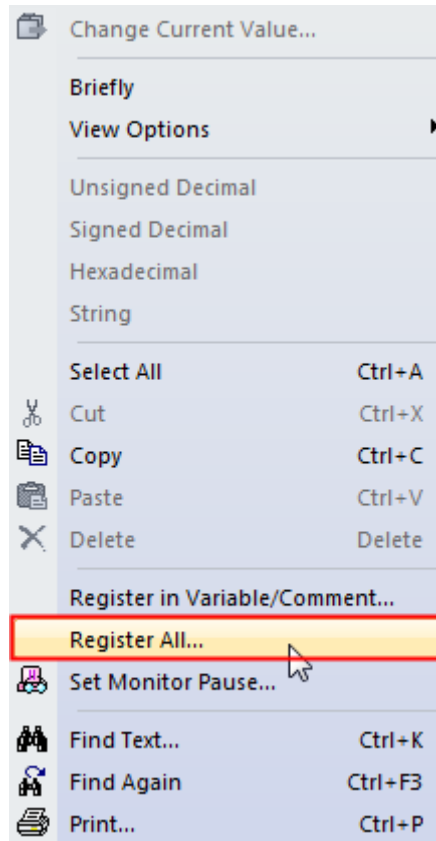 Change Current Value...
Briefly
View Options
Unsigned Decimal
Signed Decimal
Hexadecimal
String
Select All Ctrl+A
Cut Ctrl+X
Copy Ctrl+C
Paste Ctrl+V
Delete Delete
Register in Variable/Comment...
Register All...
Set Monitor Pause...
Find Text... Ctrl+K
Find Again Ctrl+F3
Print... Ctrl+P